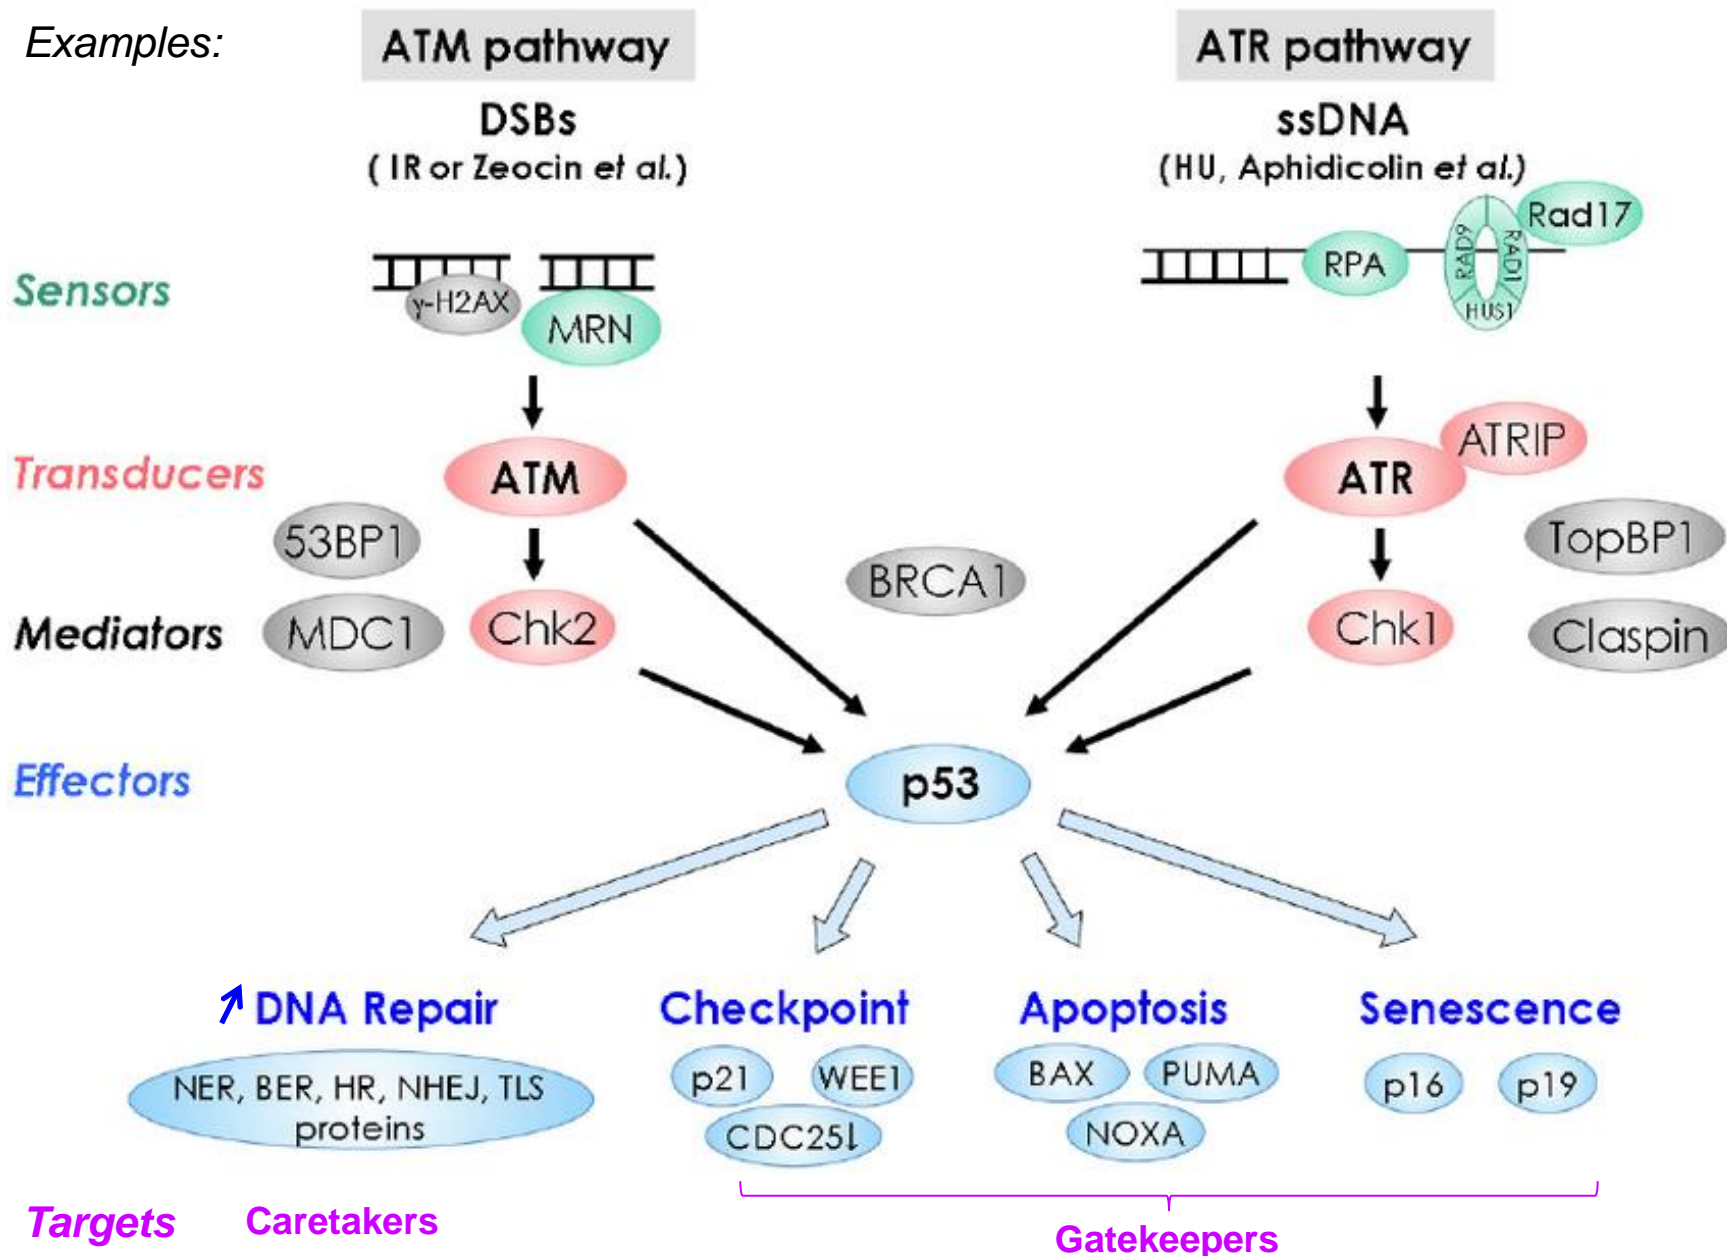 Examples:
ATM pathway
ATR pathway
DSBs
( IR or Zeocin et al.)
ssDNA
(HU, Aphidicolin et al.)
Sensors
γ-H2AX
MRN
RPA
RAD9
RAD1
HUS1
Rad17
Transducers
ATM
ATR
ATRIP
53BP1
BRCA1
TopBP1
Mediators
MDC1
Chk2
Chk1
Claspin
Effectors
p53
DNA Repair
Checkpoint
Apoptosis
Senescence
NER, BER, HR, NHEJ, TLS
proteins
p21
WEE1
CDC25↓
BAX
PUMA
NOXA
p16
p19
Targets
Caretakers
Gatekeepers